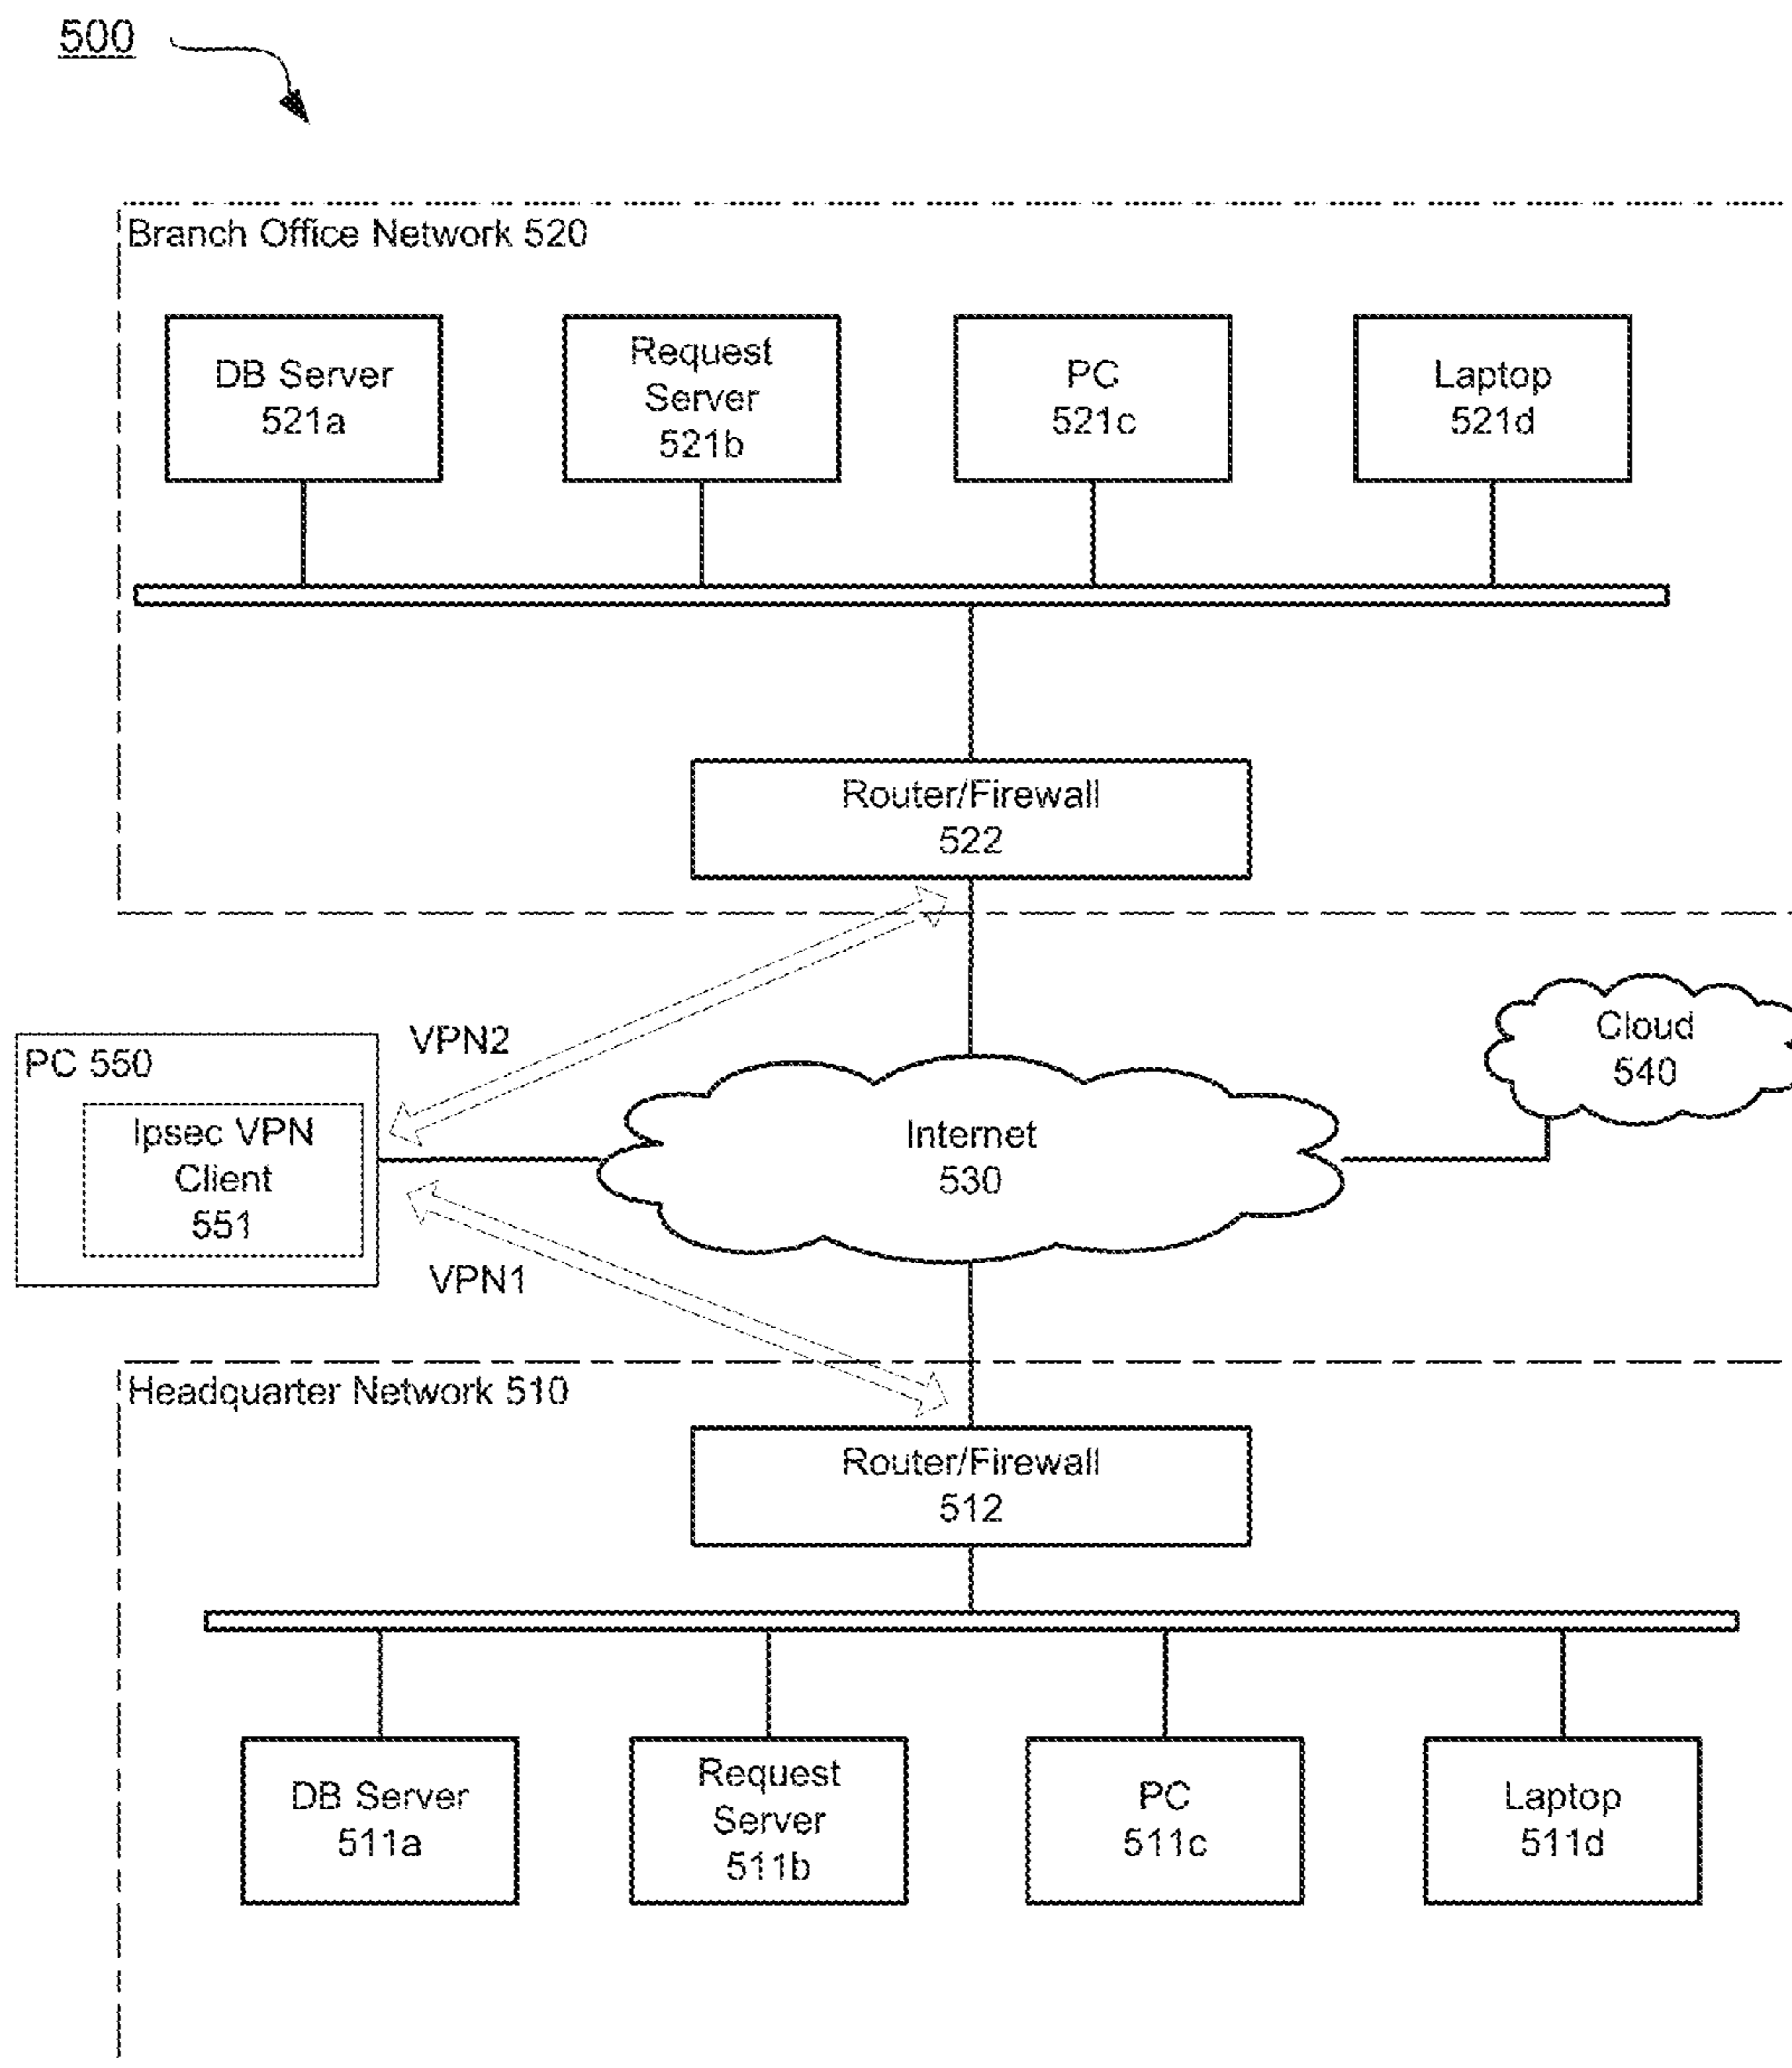 500
Branch Office Network 520
DB Server
521a
Request
Server
521b
PC
521c
Laptop
521d
Router/Firewall
522
VPN2
PC 550
Ipsec VPN
Client
551
Internet
530
Cloud
540
VPN1
Headquarter Network 510
Router/Firewall
512
DB Server
511a
Request
Server
511b
PC
511c
Laptop
511d